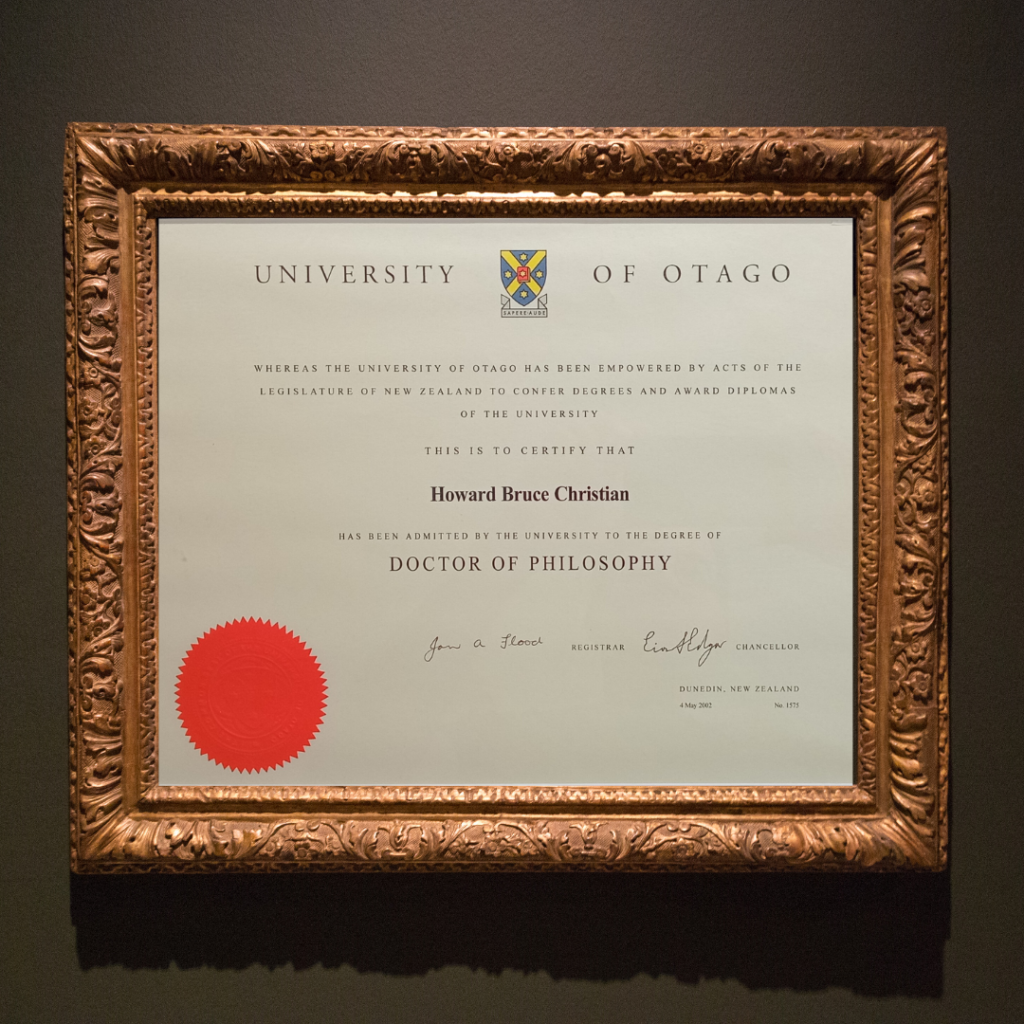 UNIVERSITY OF OTAGO
SAPERE·AUDE
WHEREAS THE UNIVERSITY OF OTAGO HAS BEEN EMPOWERED BY ACTS OF THE
LEGISLATURE OF NEW ZEALAND TO CONFER DEGREES AND AWARD DIPLOMAS
OF THE UNIVERSITY
THIS IS TO CERTIFY THAT
Howard Bruce Christian
HAS BEEN ADMITTED BY THE UNIVERSITY TO THE DEGREE OF
DOCTOR OF PHILOSOPHY
Jan A Flood REGISTRAR CHANCELLOR
DUNEDIN, NEW ZEALAND
4 May 2002 No. 1575